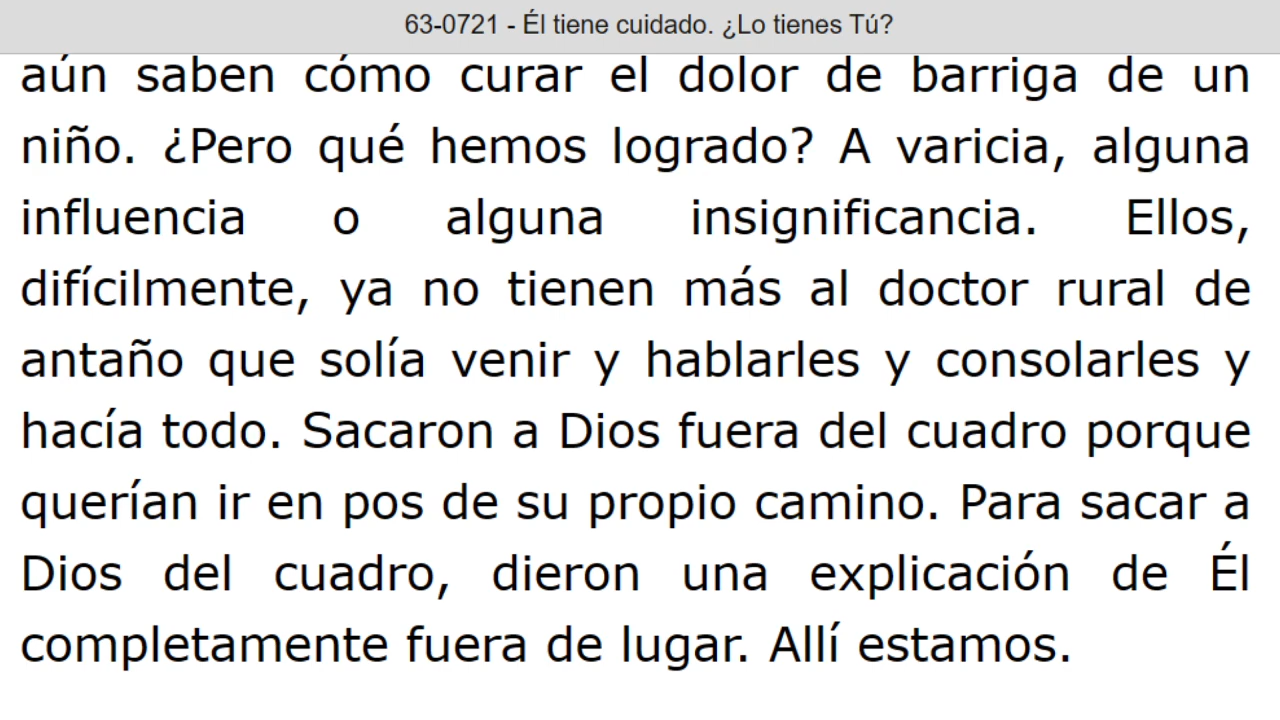 63-0721 - Él tiene cuidado. ¿Lo tienes Tú?
aún saben cómo curar el dolor de barriga de un
niño. ¿Pero qué hemos logrado? A varicia, alguna
influencia o alguna insignificancia. Ellos,
difícilmente, ya no tienen más al doctor rural de
antaño que solía venir y hablarles y consolarles y
hacía todo. Sacaron a Dios fuera del cuadro porque
querían ir en pos de su propio camino. Para sacar a
Dios del cuadro, dieron una explicación de Él
completamente fuera de lugar. Allí estamos.